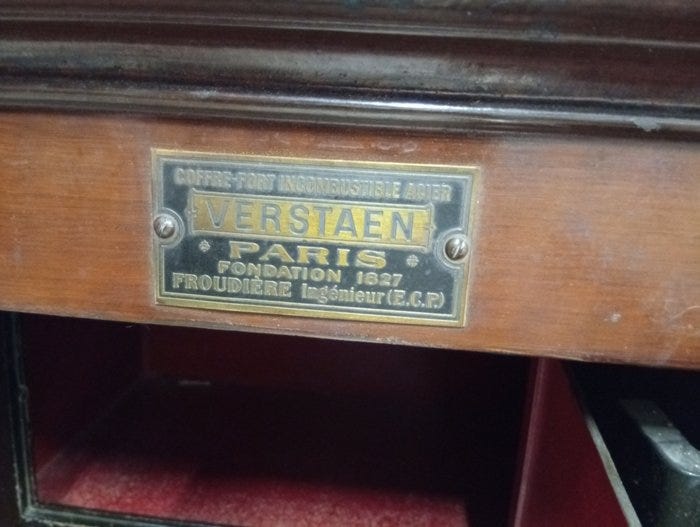 COFFRE-FORT INCOMBUSTIBLE ACIER
VERSTAEN
PARIS
FONDATION 1827
FROUDIÈRE Ingénieur (E.C.P.)